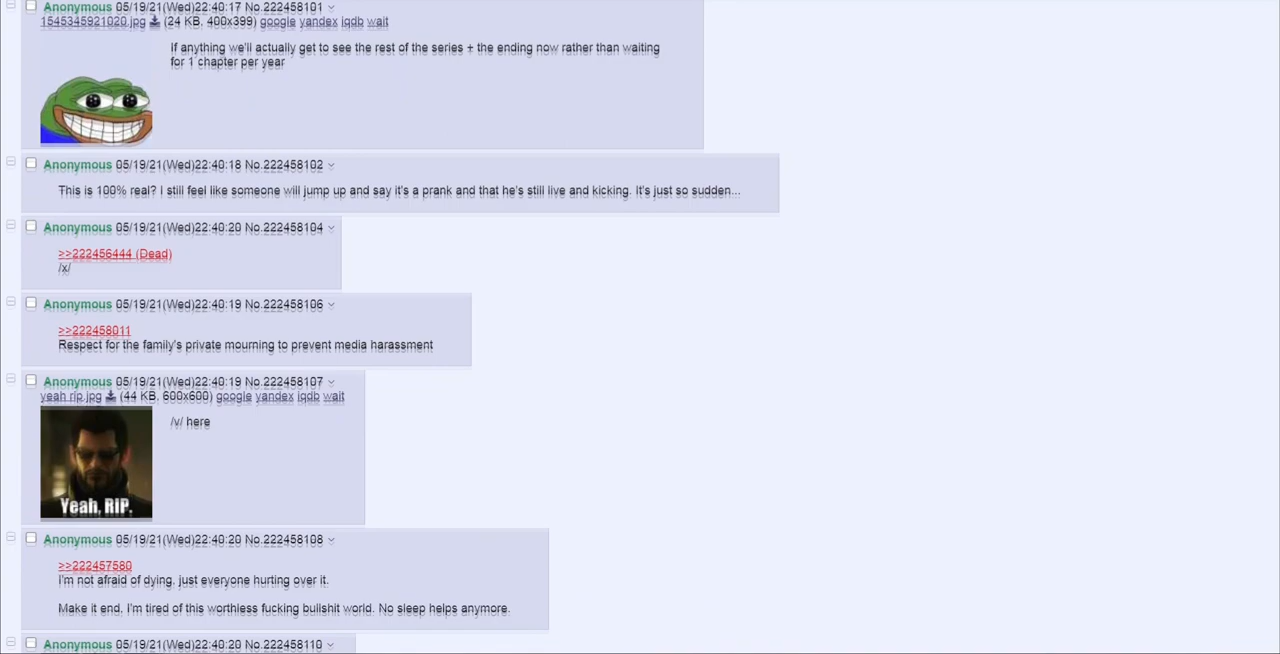 Anonymous 05/19/21(Wed)22:40:17 No.222458101
1545345921020.jpg (24 KB, 400x399) google yandex iqdb wait
If anything we'll actually get to see the rest of the series + the ending now rather than waiting
for 1 chapter per year
Anonymous 05/19/21(Wed)22:40:18 No.222458102
This is 100% real? I still feel like someone will jump up and say it's a prank and that he's still live and kicking. It's just so sudden...
Anonymous 05/19/21(Wed)22:40:20 No.222458104
>>222456444 (Dead)
/x/
Anonymous 05/19/21(Wed)22:40:19 No.222458106
>>222458011
Respect for the family's private mourning to prevent media harassment
Anonymous 05/19/21(Wed)22:40:19 No.222458107
yeah rip.jpg (44 KB, 600x600) google yandex iqdb wait
/v/ here
Yeah, RIP.
Anonymous 05/19/21(Wed)22:40:20 No.222458108
>>222457580
I'm not afraid of dying, just everyone hurting over it.
Make it end, I'm tired of this worthless fucking bullshit world. No sleep helps anymore.
Anonymous 05/19/21(Wed)22:40:20 No.222458110